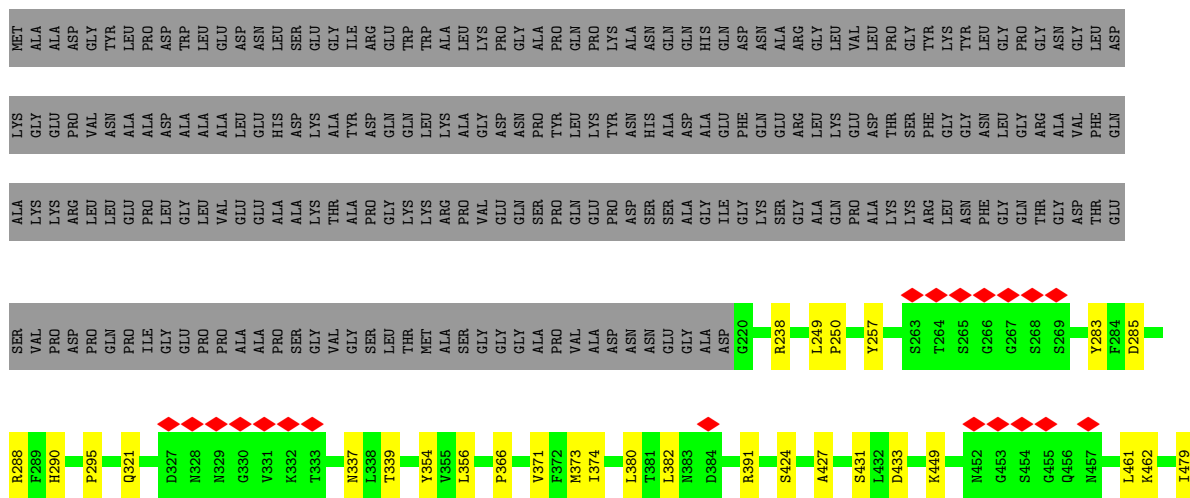 MET ALA ALA ASP GLY TYR LEU PRO ASP TRP LEU GLU ASP ASN LEU SER GLU GLY ILE ARG GLU TRP TRP ALA LEU LYS PRO GLY ALA PRO GLN PRO LYS ALA ASN GLN GLN HIS GLN ASP ASN ALA ARG GLY LEU VAL LEU PRO GLY TYR LYS TYR LEU GLY PRO GLY ASN GLY LEU ASP
LYS GLY GLU PRO VAL ASN ALA ALA ASP ALA ALA ALA LEU GLU HIS ASP LYS ALA TYR ASP GLN GLN LEU LYS ALA GLY ASP ASN PRO TYR LEU LYS TYR ASN HIS ALA ASP ALA GLU PHE GLN GLU ARG LEU LYS GLU ASP THR SER PHE GLY GLY ASN LEU GLY ARG ALA VAL PHE GLN
ALA LYS LYS ARG LEU LEU GLU PRO LEU GLY LEU VAL GLU GLU ALA ALA LYS THR ALA PRO GLY LYS LYS ARG PRO VAL GLU GLN SER PRO GLN GLU PRO ASP SER SER ALA GLY ILE GLY LYS SER GLY ALA GLN PRO ALA LYS LYS ARG LEU ASN PHE GLY GLN THR GLY ASP THR GLU
SER VAL PRO ASP PRO GLN PRO ILE GLY GLU PRO PRO ALA ALA PRO SER GLY VAL GLY SER LEU THR MET ALA SER GLY GLY GLY ALA PRO VAL ALA ASP ASN ASN GLU GLY ALA ASP G220 R238 L249 P250 Y257 S263 T264 S265 G266 G267 S268 S269 Y283 F284 D285
R288 F289 H290 P295 Q321 D327 N328 N329 G330 V331 K332 T333 N337 L338 T339 Y354 V355 L356 P366 V371 F372 M373 I374 L380 T381 L382 N383 D384 R391 S424 A427 S431 L432 D433 K449 N452 G453 S454 G455 Q456 N457 L461 K462 I479